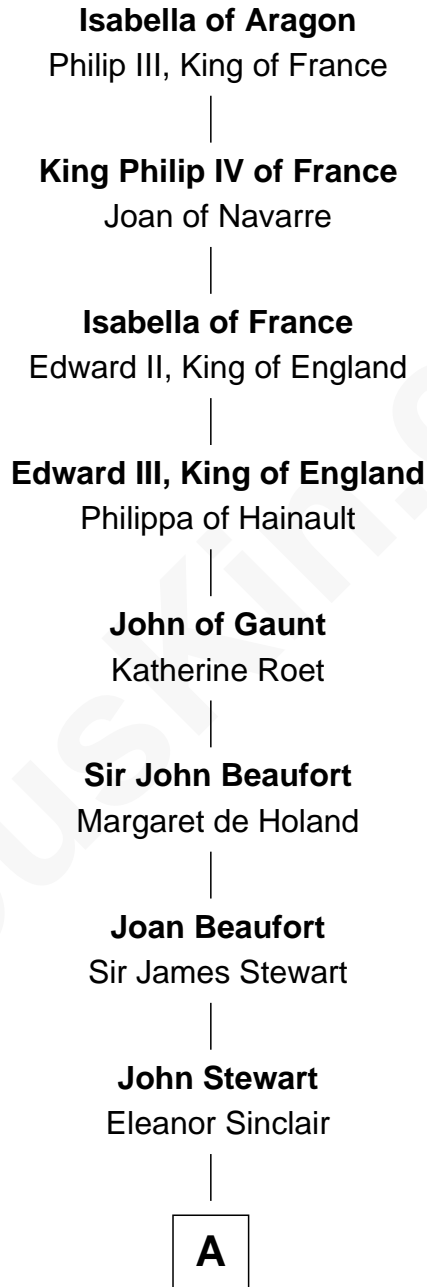 Isabella of Aragon
Philip III, King of France
King Philip IV of France
Joan of Navarre
Isabella of France
Edward II, King of England
Edward III, King of England
Philippa of Hainault
John of Gaunt
Katherine Roet
Sir John Beaufort
Margaret de Holand
Joan Beaufort
Sir James Stewart
John Stewart
Eleanor Sinclair
A